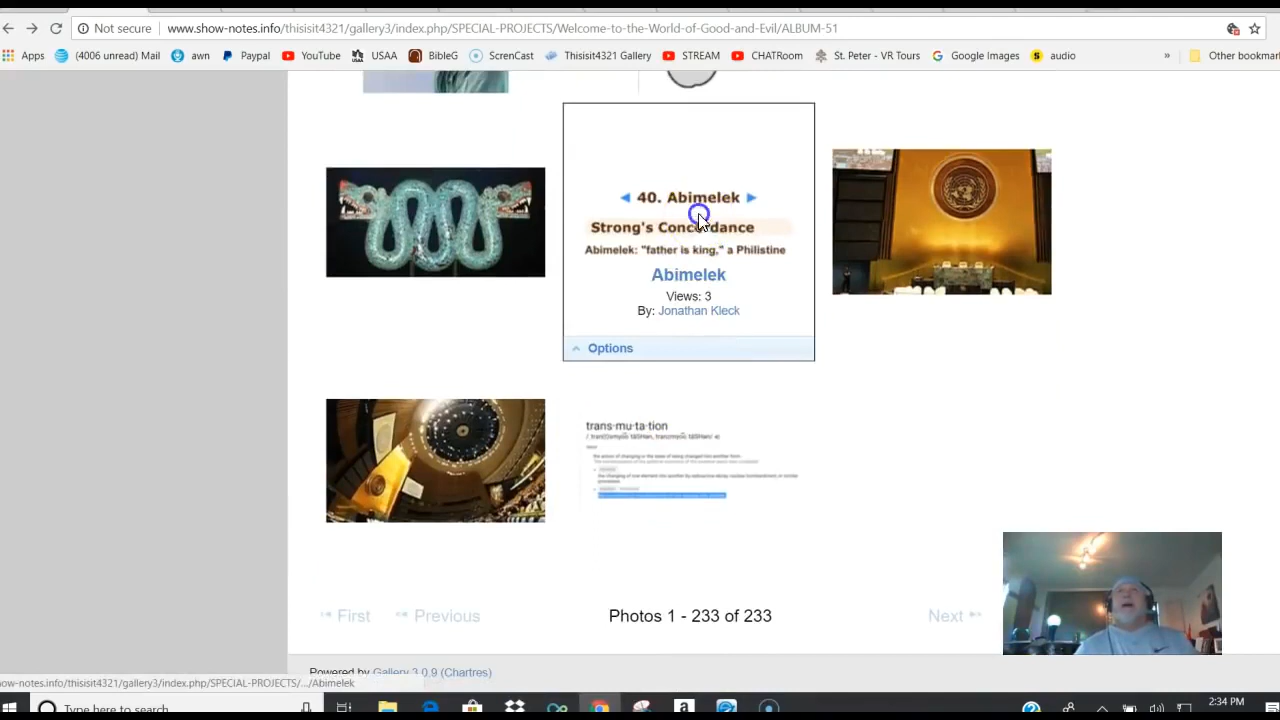 Not secure
www.show-notes.info/thisisit4321/gallery3/index.php/SPECIAL-PROJECTS/Welcome-to-the-World-of-Good-and-Evil/ALBUM-51
Apps (4006 unread) Mail awn Paypal YouTube USAA BibleG ScrenCast Thisisit4321 Gallery STREAM CHATRoom St. Peter - VR Tours Google Images audio » Other bookmar
40. Abimelek
Strong's Concordance
Abimelek: "father is king," a Philistine
Abimelek
Views: 3
By: Jonathan Kleck
Options
trans·mu·ta·tion
First Previous Photos 1 - 233 of 233 Next
Powered by Gallery 3.0.9 (Chartres)
how-notes.info/thisisit4321/gallery3/index.php/SPECIAL-PROJECTS/.../Abimelek
Type here to search
2:34 PM